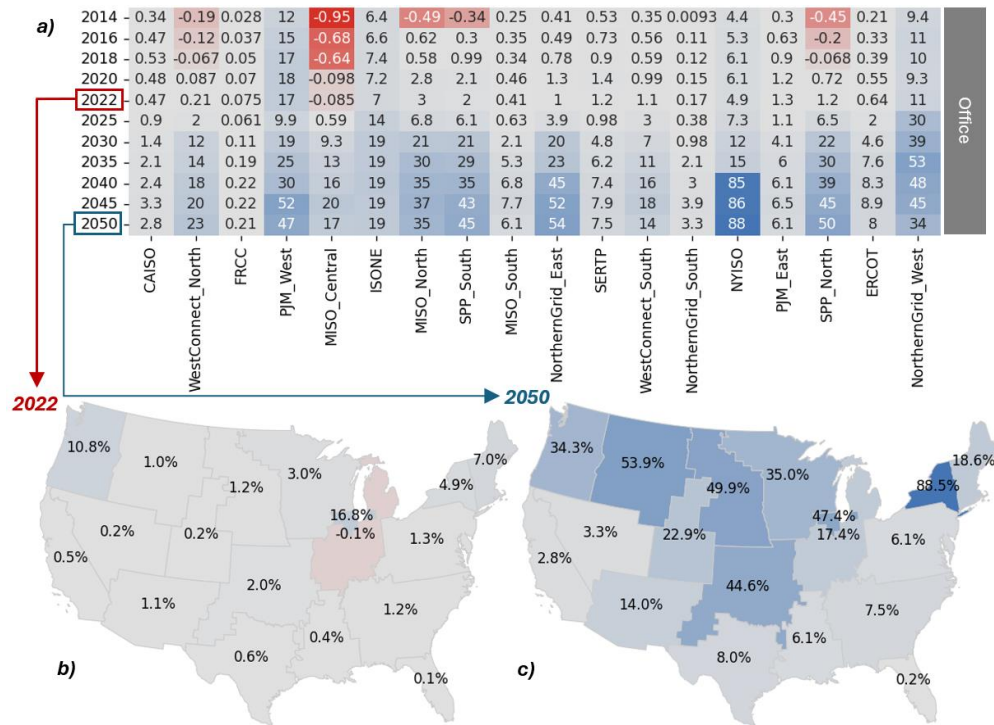 a)
2014 0.34 -0.19 0.028 12 -0.95 6.4 -0.49 -0.34 0.25 0.41 0.53 0.35 0.0093 4.4 0.3 -0.45 0.21 9.4
2016 0.47 -0.12 0.037 15 -0.68 6.6 0.62 0.3 0.35 0.49 0.73 0.56 0.11 5.3 0.63 -0.2 0.33 11
2018 0.48 -0.067 0.05 17 -0.64 7.4 0.58 0.99 0.34 0.78 0.9 0.59 0.12 6.1 0.9 -0.068 0.39 10
2020 0.48 0.087 0.07 18 -0.098 7.2 2.8 2.1 0.46 1.3 1.4 0.99 0.15 6.1 1.2 0.72 0.55 9.3
2022 0.47 0.21 0.075 17 -0.085 7 3 2 0.41 1 1.2 1.1 0.17 4.9 1.3 1.2 0.64 11
2025 0.9 2 0.061 9.9 0.59 14 6.8 6.1 0.63 3.9 0.98 3 0.38 7.3 1.1 6.5 2 30
2030 1.4 12 0.11 19 9.3 19 21 21 2.1 20 4.8 7 0.98 12 4.1 22 4.6 39
2035 2.1 14 0.19 25 13 19 30 29 5.3 23 6.2 11 2.1 15 6 30 7.6 53
2040 2.4 18 0.22 30 16 19 35 35 6.8 45 7.4 16 3 85 6.1 39 8.3 48
2045 3.3 20 0.22 52 20 19 37 43 7.7 52 7.9 18 3.9 86 6.5 45 8.9 45
2050 2.8 23 0.21 47 17 19 35 45 6.1 54 7.5 14 3.3 88 6.1 50 8 34
Office
CAISO
WestConnect_North
FRCC
PJM_West
MISO_Central
ISONE
MISO_North
SPP_South
MISO_South
NorthernGrid_East
SERTP
WestConnect_South
NorthernGrid_South
NYISO
PJM_East
SPP_North
ERCOT
NorthernGrid_West
2022
10.8%
1.0%
1.2%
3.0%
7.0%
4.9%
16.8%
-0.1%
1.3%
0.2%
0.2%
0.5%
2.0%
1.1%
1.2%
0.4%
0.6%
0.1%
b)
2050
34.3%
53.9%
49.9%
35.0%
18.6%
88.5%
47.4%
17.4%
6.1%
3.3%
22.9%
2.8%
44.6%
14.0%
7.5%
6.1%
8.0%
0.2%
c)